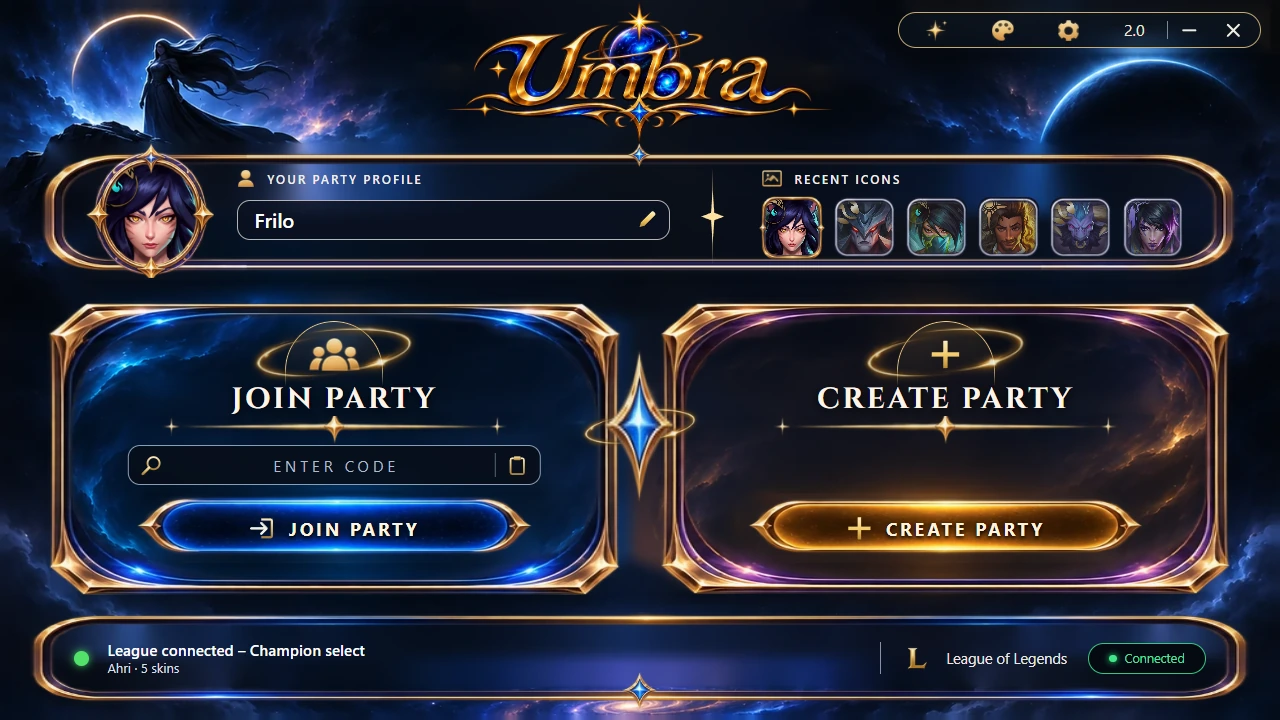 Umbra
2.0
YOUR PARTY PROFILE
Frilo
RECENT ICONS
JOIN PARTY
ENTER CODE
JOIN PARTY
CREATE PARTY
CREATE PARTY
League connected – Champion select
Ahri · 5 skins
L
League of Legends
Connected